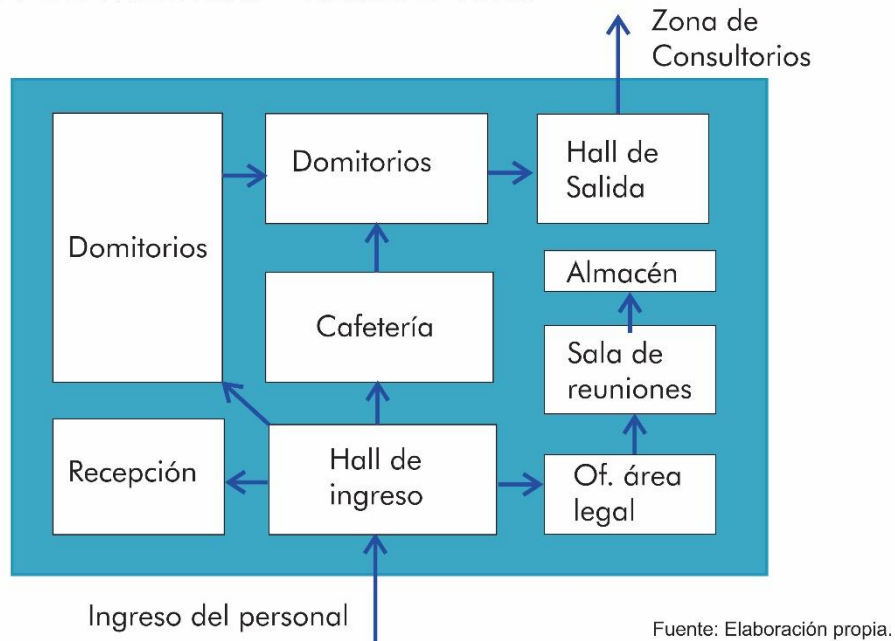 Zona de
Consultorios
Domitorios
Domitorios
Hall de
Salida
Almacén
Cafetería
Sala de
reuniones
Recepción
Hall de
ingreso
Of. área
legal
Ingreso del personal
Fuente: Elaboración propia.